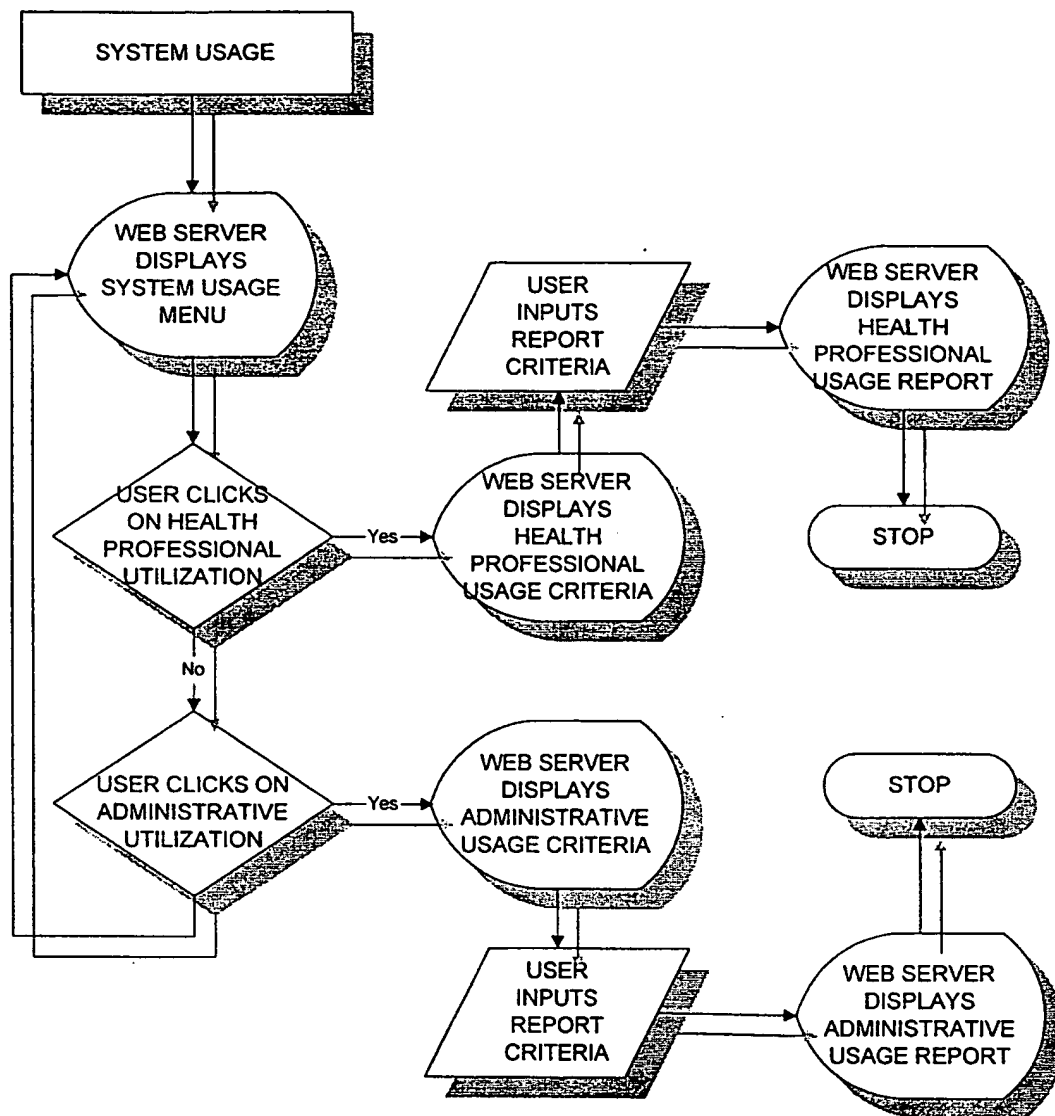 SYSTEM USAGE
WEB SERVER
DISPLAYS
SYSTEM USAGE
MENU
USER CLICKS
ON HEALTH
PROFESSIONAL
UTILIZATION
Yes
No
WEB SERVER
DISPLAYS
HEALTH
PROFESSIONAL
USAGE CRITERIA
USER
INPUTS
REPORT
CRITERIA
WEB SERVER
DISPLAYS
HEALTH
PROFESSIONAL
USAGE REPORT
STOP
USER CLICKS ON
ADMINISTRATIVE
UTILIZATION
Yes
WEB SERVER
DISPLAYS
ADMINISTRATIVE
USAGE CRITERIA
USER
INPUTS
REPORT
CRITERIA
WEB SERVER
DISPLAYS
ADMINISTRATIVE
USAGE REPORT
STOP